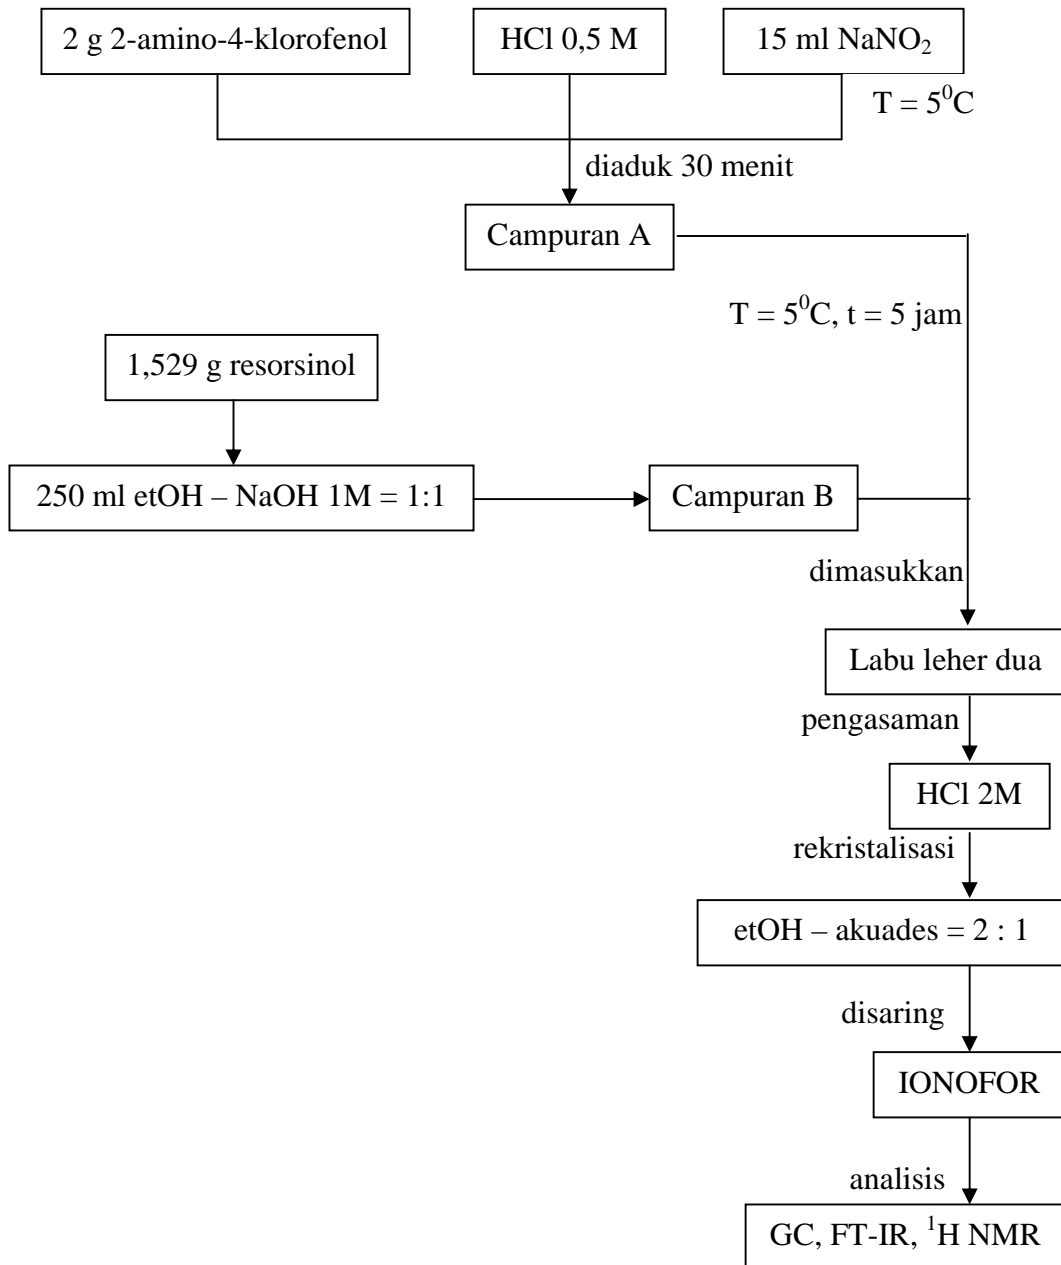 2 g 2-amino-4-klorofenol
HCl 0,5 M
15 ml NaNO₂
T = 5⁰C
diaduk 30 menit
Campuran A
T = 5⁰C, t = 5 jam
1,529 g resorsinol
250 ml etOH – NaOH 1M = 1:1
Campuran B
dimasukkan
Labu leher dua
pengasaman
HCl 2M
rekristalisasi
etOH – akuades = 2 : 1
disaring
IONOFOR
analisis
GC, FT-IR, ¹H NMR